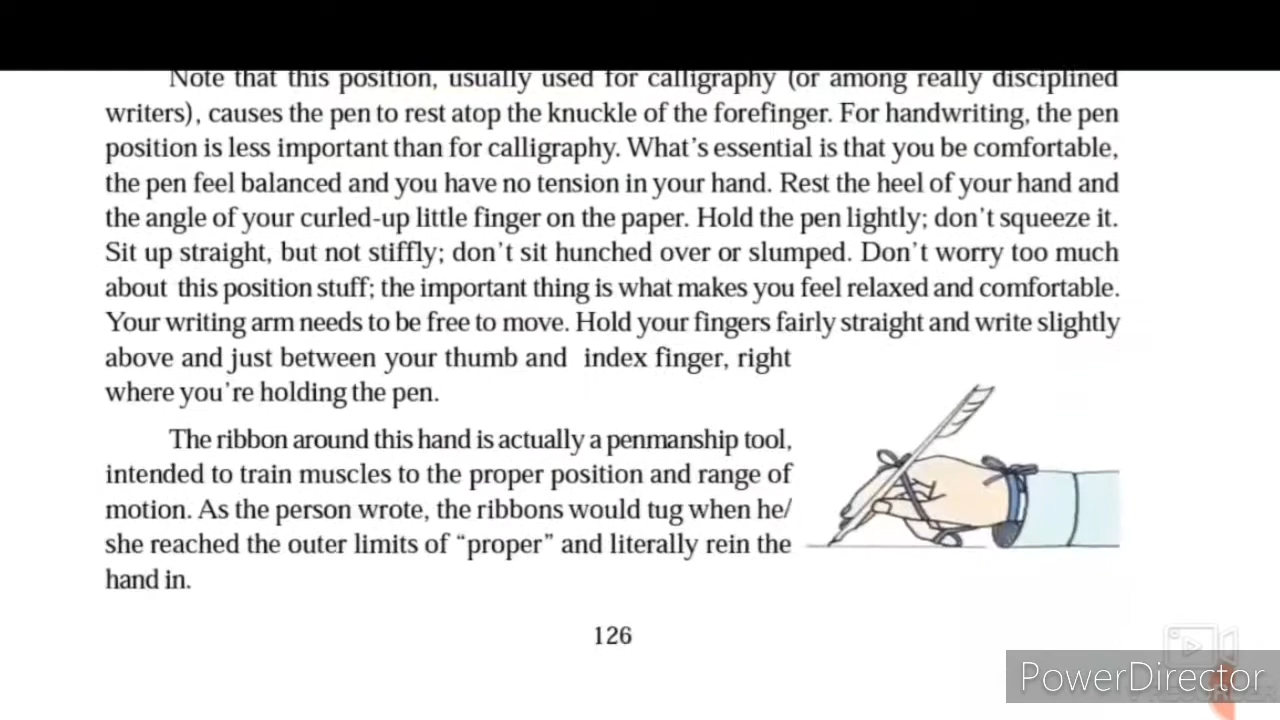 Note that this position, usually used for calligraphy (or among really disciplined
writers), causes the pen to rest atop the knuckle of the forefinger. For handwriting, the pen
position is less important than for calligraphy. What's essential is that you be comfortable,
the pen feel balanced and you have no tension in your hand. Rest the heel of your hand and
the angle of your curled-up little finger on the paper. Hold the pen lightly; don't squeeze it.
Sit up straight, but not stiffly; don't sit hunched over or slumped. Don't worry too much
about this position stuff; the important thing is what makes you feel relaxed and comfortable.
Your writing arm needs to be free to move. Hold your fingers fairly straight and write slightly
above and just between your thumb and index finger, right
where you're holding the pen.
The ribbon around this hand is actually a penmanship tool,
intended to train muscles to the proper position and range of
motion. As the person wrote, the ribbons would tug when he/
she reached the outer limits of “proper” and literally rein the
hand in.
126
PowerDirector